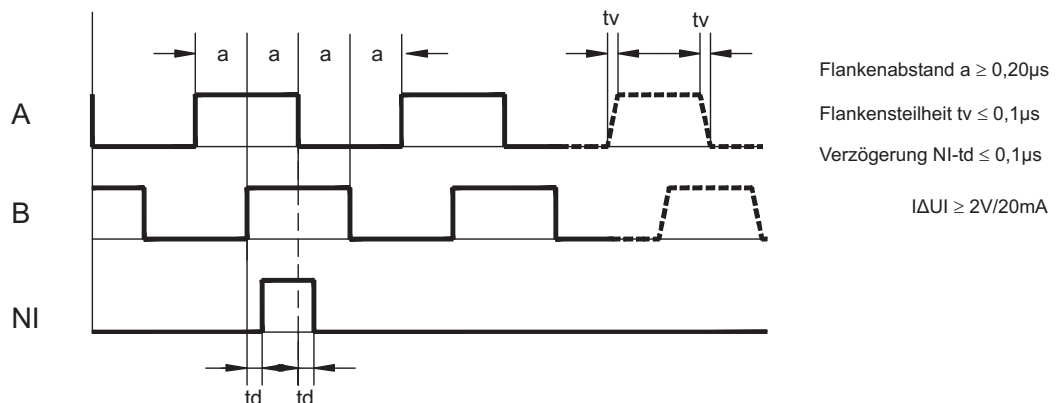 tv tv
a a a a
Flankenabstand a ≥ 0,20µs
A
Flankensteilheit tv ≤ 0,1µs
Verzögerung NI-td ≤ 0,1µs
B
IΔUI ≥ 2V/20mA
NI
td td